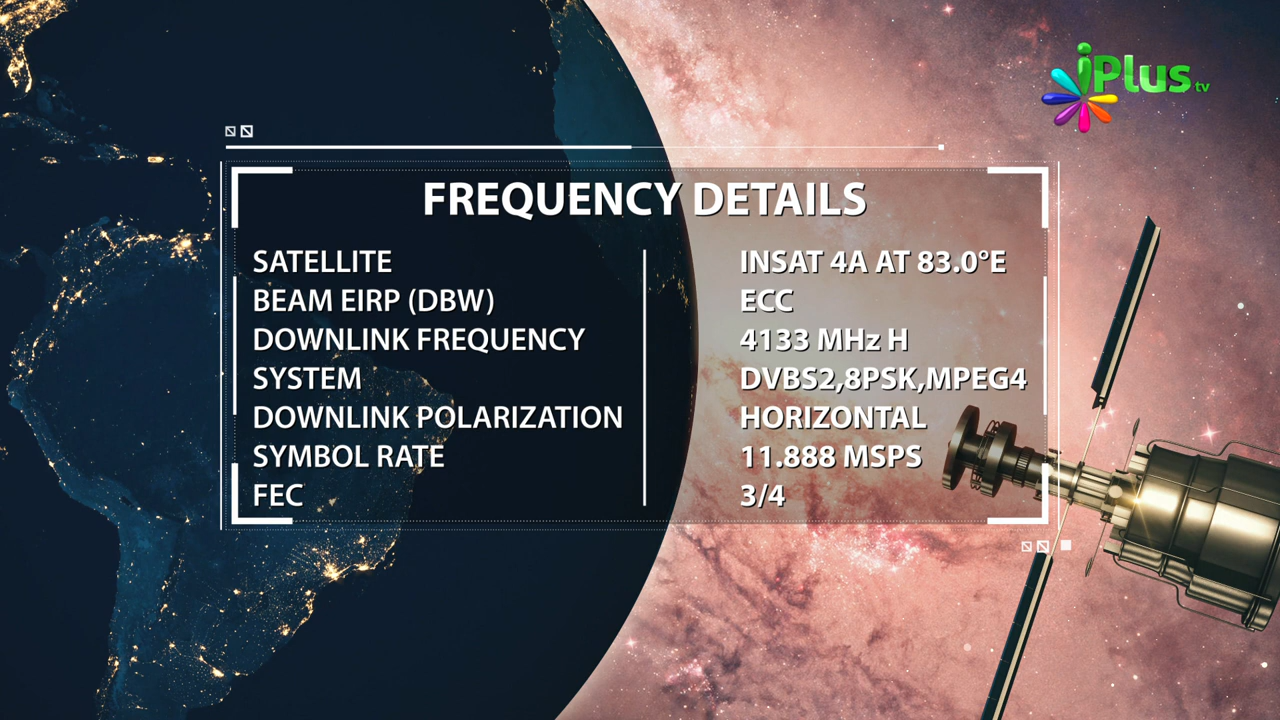 iPlus tv
FREQUENCY DETAILS
SATELLITE INSAT 4A AT 83.0°E
BEAM EIRP (DBW) ECC
DOWNLINK FREQUENCY 4133 MHz H
SYSTEM DVBS2,8PSK,MPEG4
DOWNLINK POLARIZATION HORIZONTAL
SYMBOL RATE 11.888 MSPS
FEC 3/4